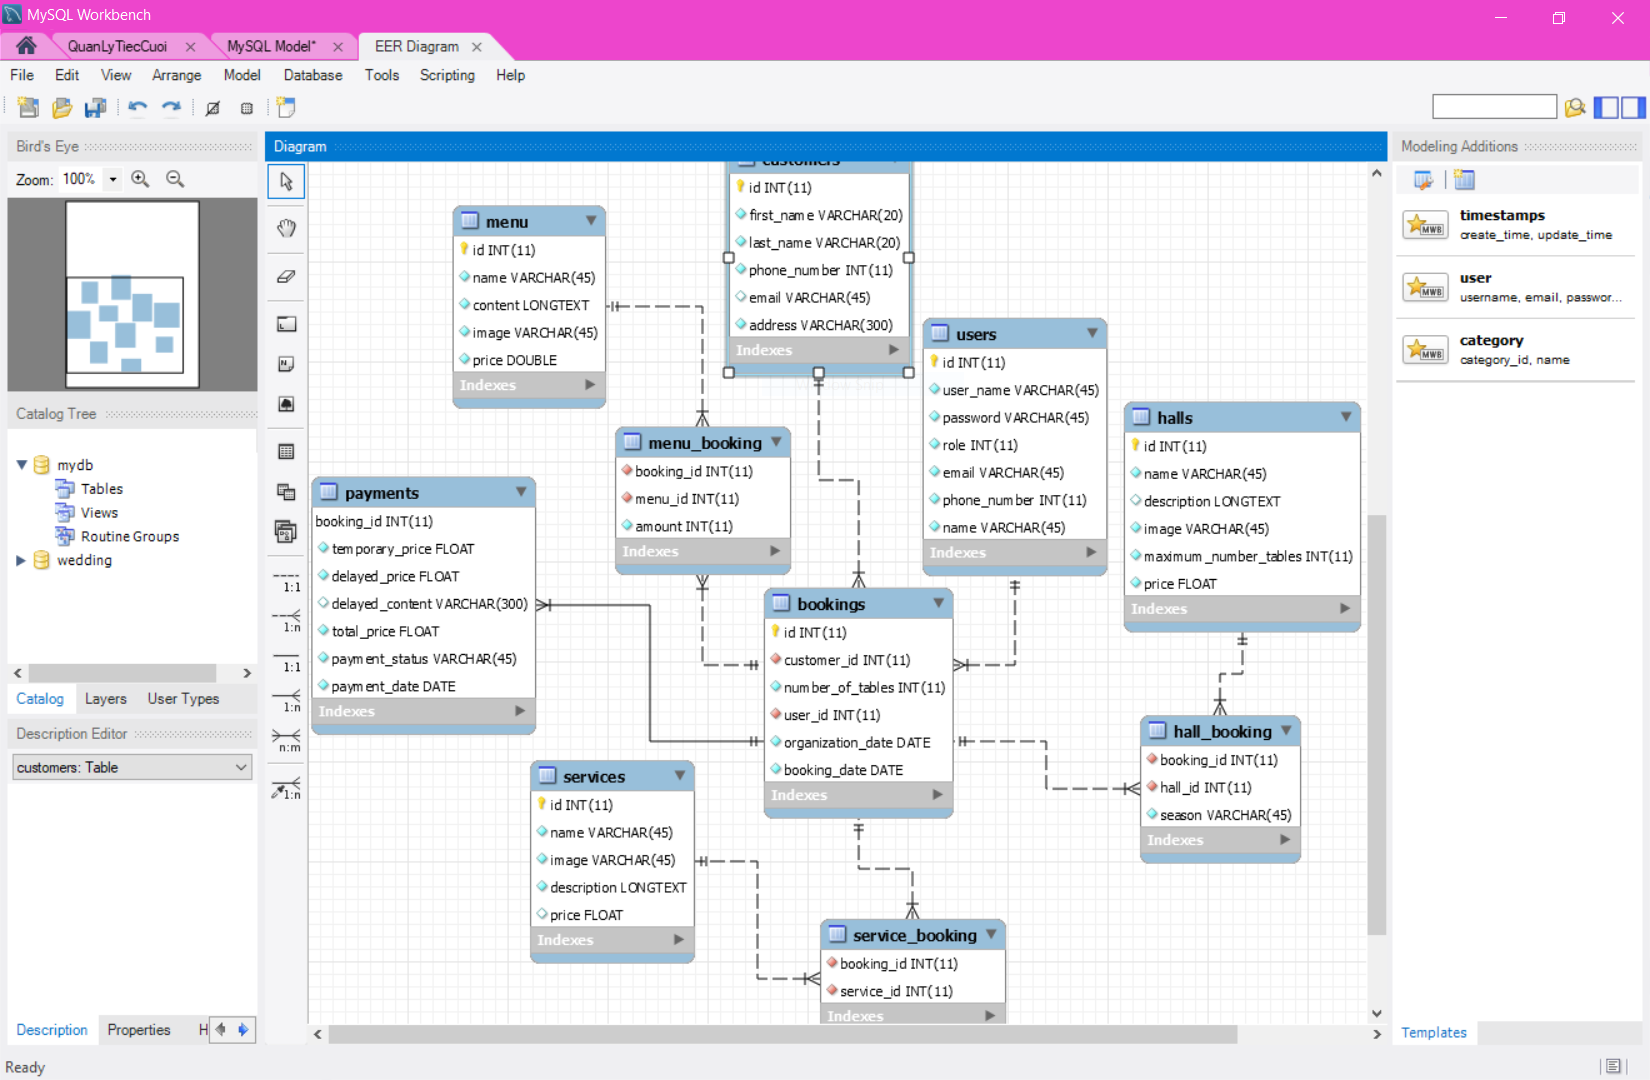 MySQL Workbench
QuanLyTiecCuoi
MySQL Model*
EER Diagram
File Edit View Arrange Model Database Tools Scripting Help
Bird's Eye
Zoom: 100%
Catalog Tree
mydb
Tables
Views
Routine Groups
wedding
Catalog Layers User Types
Description Editor
customers: Table
Description Properties H
Ready
Diagram
1:1
1:n
1:1
1:n
n:m
1:n
customers
id INT(11)
first_name VARCHAR(20)
last_name VARCHAR(20)
phone_number INT(11)
email VARCHAR(45)
address VARCHAR(300)
Indexes
menu
id INT(11)
name VARCHAR(45)
content LONGTEXT
image VARCHAR(45)
price DOUBLE
Indexes
users
id INT(11)
user_name VARCHAR(45)
password VARCHAR(45)
role INT(11)
email VARCHAR(45)
phone_number INT(11)
name VARCHAR(45)
Indexes
halls
id INT(11)
name VARCHAR(45)
description LONGTEXT
image VARCHAR(45)
maximum_number_tables INT(11)
price FLOAT
Indexes
menu_booking
booking_id INT(11)
menu_id INT(11)
amount INT(11)
Indexes
payments
booking_id INT(11)
temporary_price FLOAT
delayed_price FLOAT
delayed_content VARCHAR(300)
total_price FLOAT
payment_status VARCHAR(45)
payment_date DATE
Indexes
bookings
id INT(11)
customer_id INT(11)
number_of_tables INT(11)
user_id INT(11)
organization_date DATE
booking_date DATE
Indexes
hall_booking
booking_id INT(11)
hall_id INT(11)
season VARCHAR(45)
Indexes
services
id INT(11)
name VARCHAR(45)
image VARCHAR(45)
description LONGTEXT
price FLOAT
Indexes
service_booking
booking_id INT(11)
service_id INT(11)
Indexes
Modeling Additions
MWB
timestamps
create_time, update_time
MWB
user
username, email, passwor...
MWB
category
category_id, name
Templates